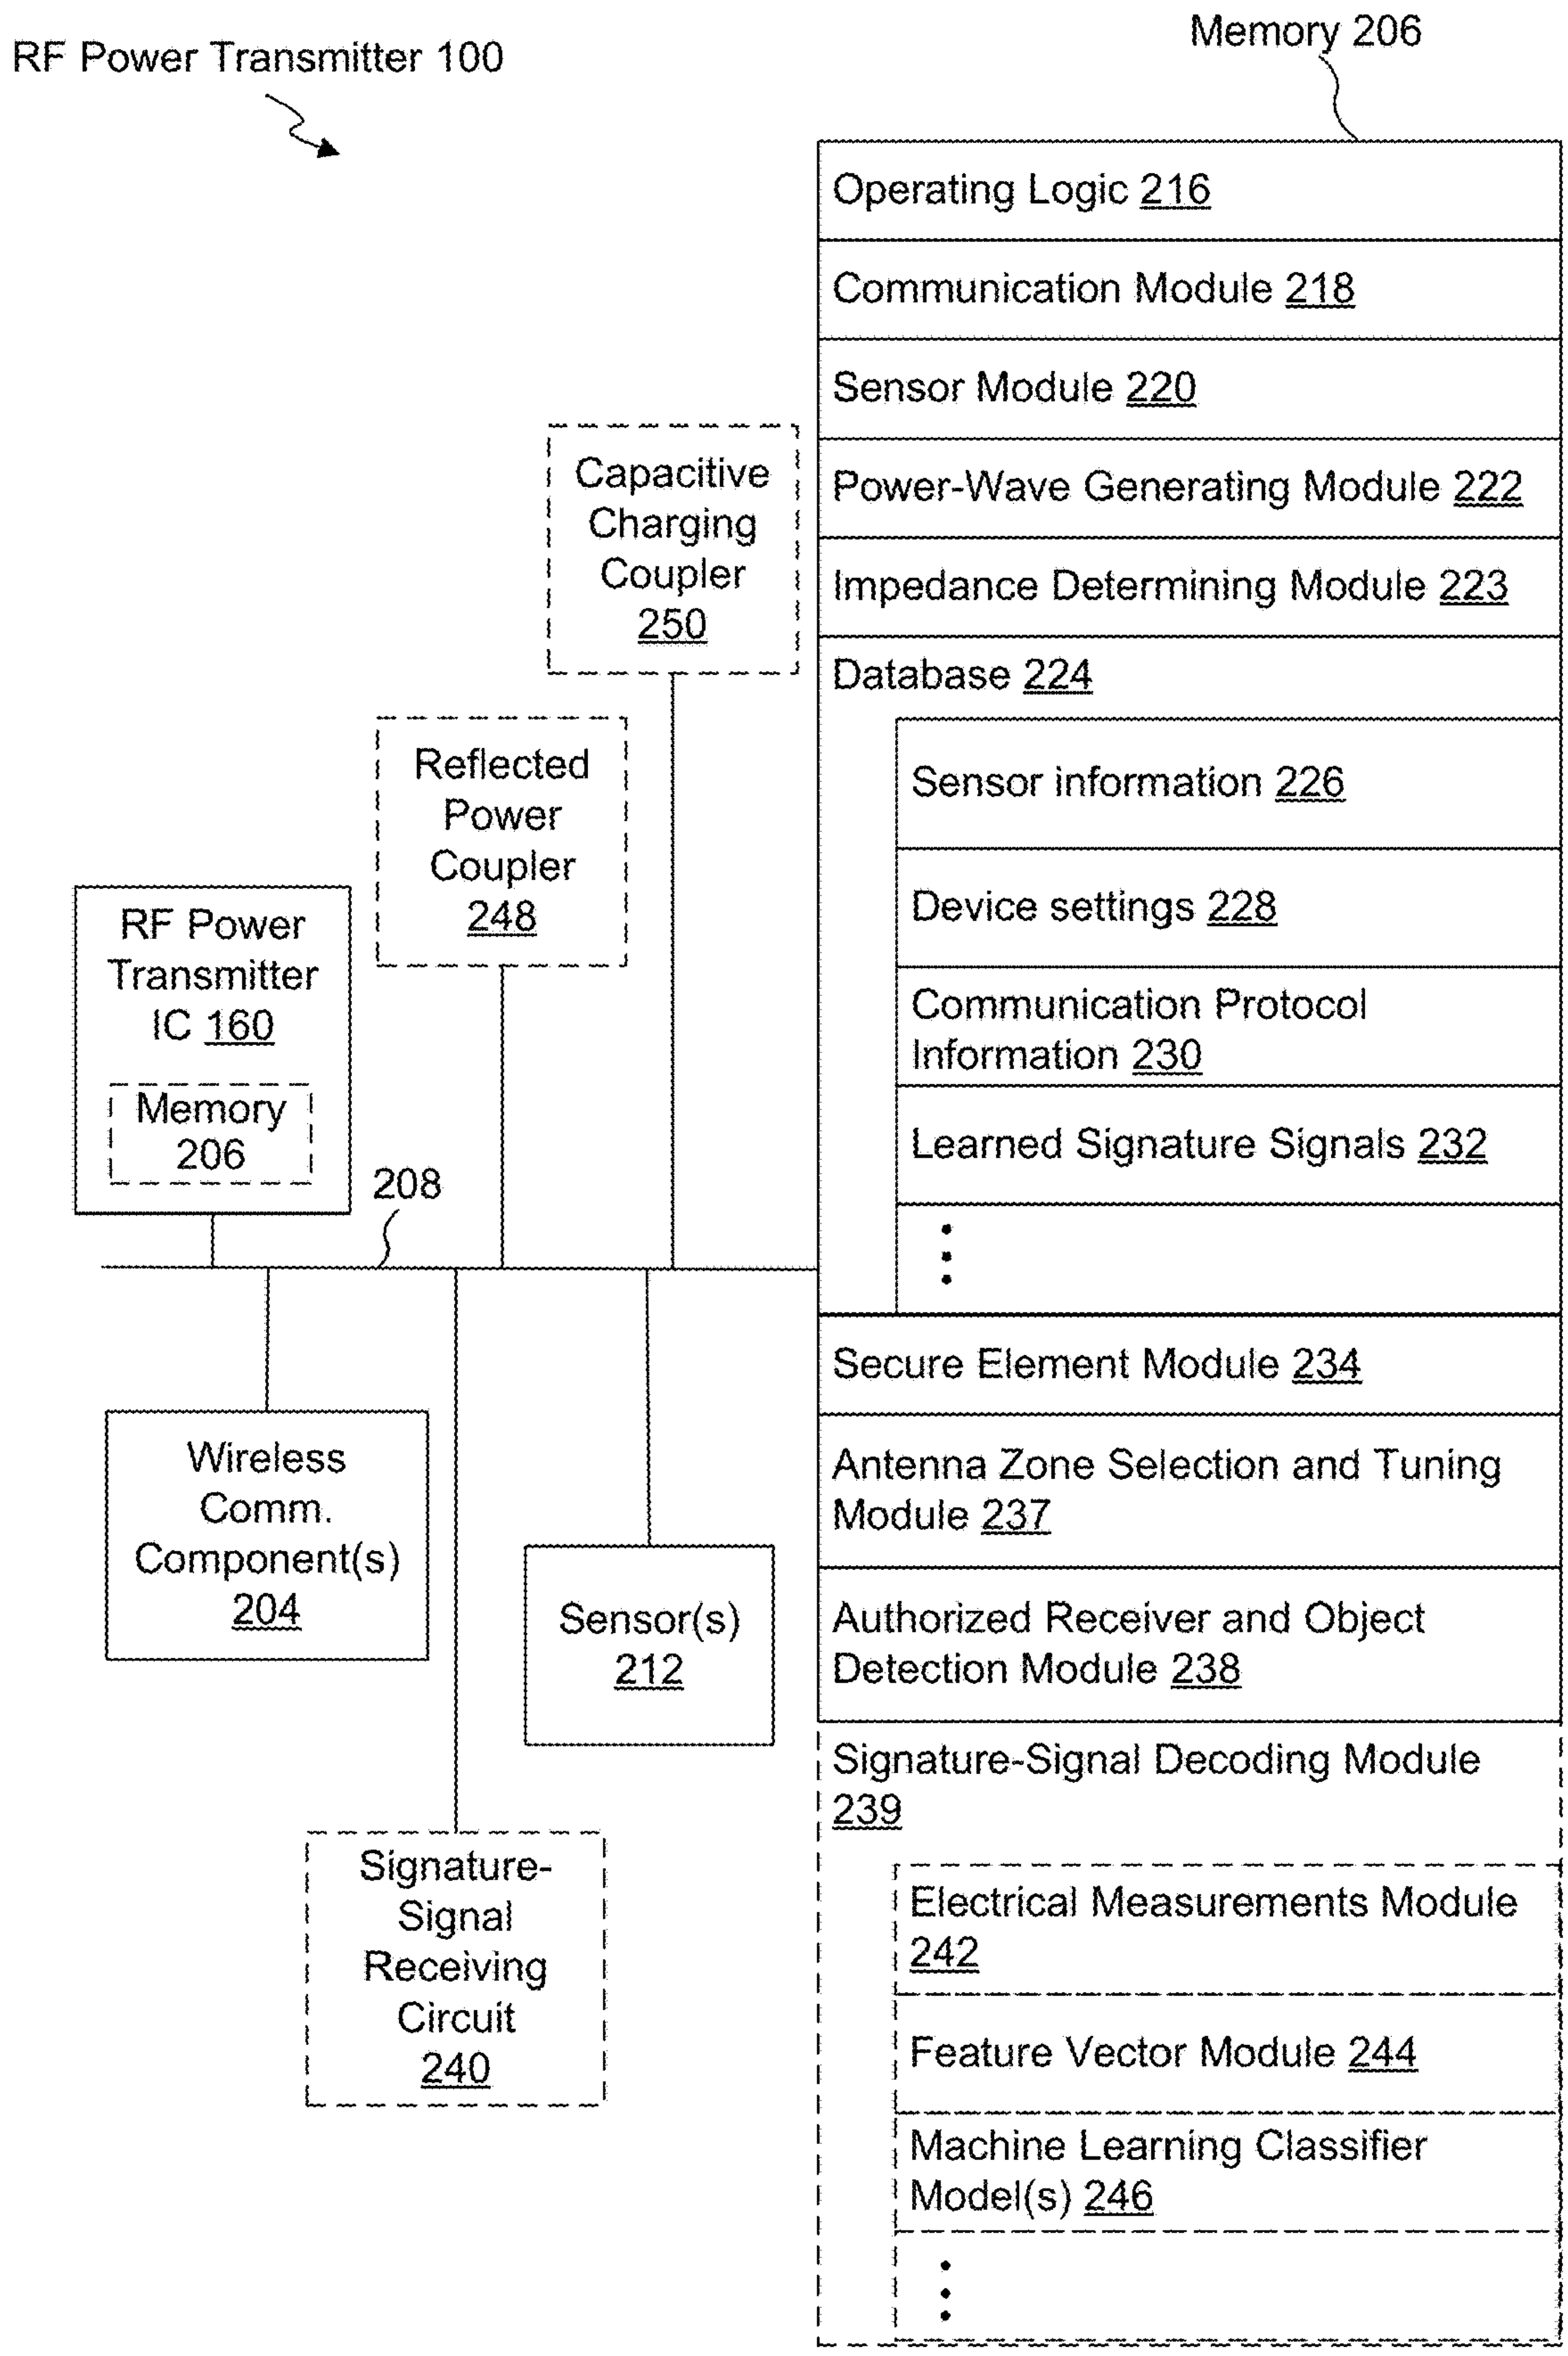 RF Power Transmitter 100
Memory 206
Operating Logic 216
Communication Module 218
Sensor Module 220
Power-Wave Generating Module 222
Impedance Determining Module 223
Database 224
Sensor information 226
Device settings 228
Communication Protocol
Information 230
Learned Signature Signals 232
Secure Element Module 234
Antenna Zone Selection and Tuning
Module 237
Authorized Receiver and Object
Detection Module 238
Signature-Signal Decoding Module
239
Electrical Measurements Module
242
Feature Vector Module 244
Machine Learning Classifier
Model(s) 246
Capacitive
Charging
Coupler
250
Reflected
Power
Coupler
248
RF Power
Transmitter
IC 160
Memory
206
208
Wireless
Comm.
Component(s)
204
Sensor(s)
212
Signature-
Signal
Receiving
Circuit
240